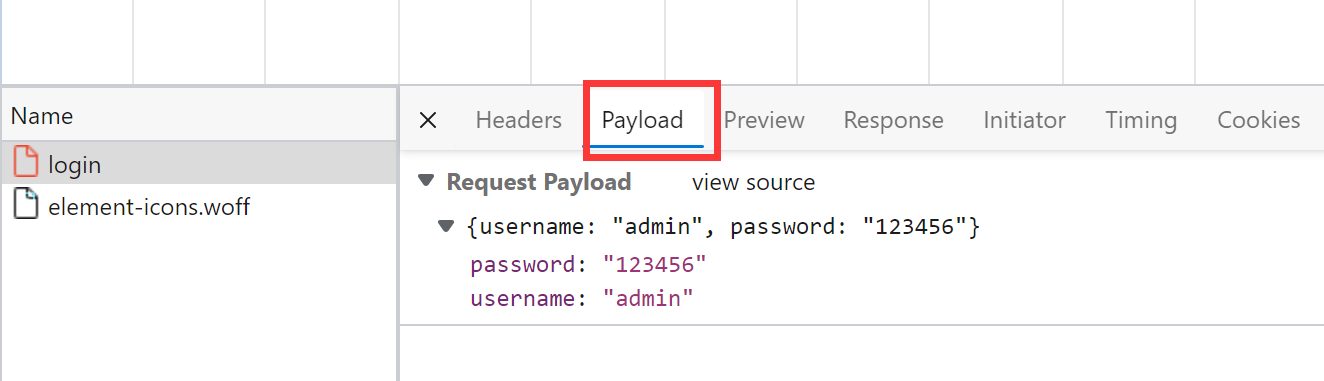 Name
login
element-icons.woff
Headers Payload Preview Response Initiator Timing Cookies
Request Payload view source
{username: "admin", password: "123456"}
password: "123456"
username: "admin"